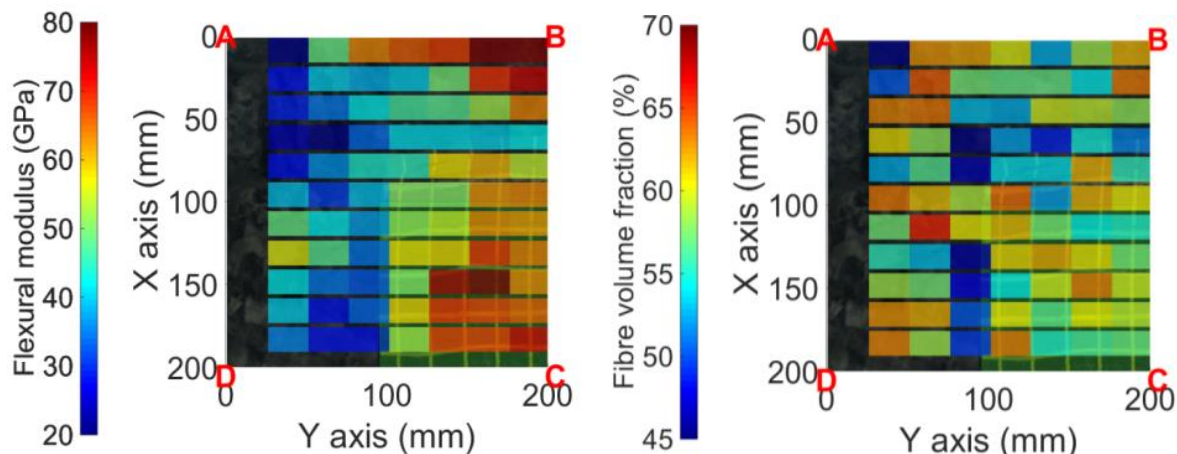 Flexural modulus (GPa)
80
70
60
50
40
30
20
X axis (mm)
0
50
100
150
200
A
B
D
C
0
100
200
Y axis (mm)
Fibre volume fraction (%)
70
65
60
55
50
45
X axis (mm)
0
50
100
150
200
A
B
D
C
0
100
200
Y axis (mm)